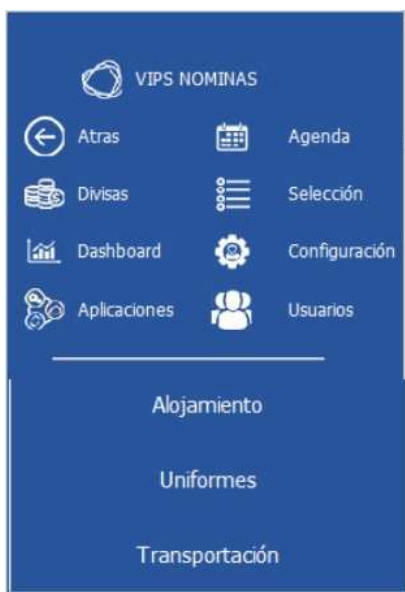 VIPS NOMINAS
Atras Agenda
Divisas Selección
Dashboard Configuración
Aplicaciones Usuarios
Alojamiento
Uniformes
Transportación